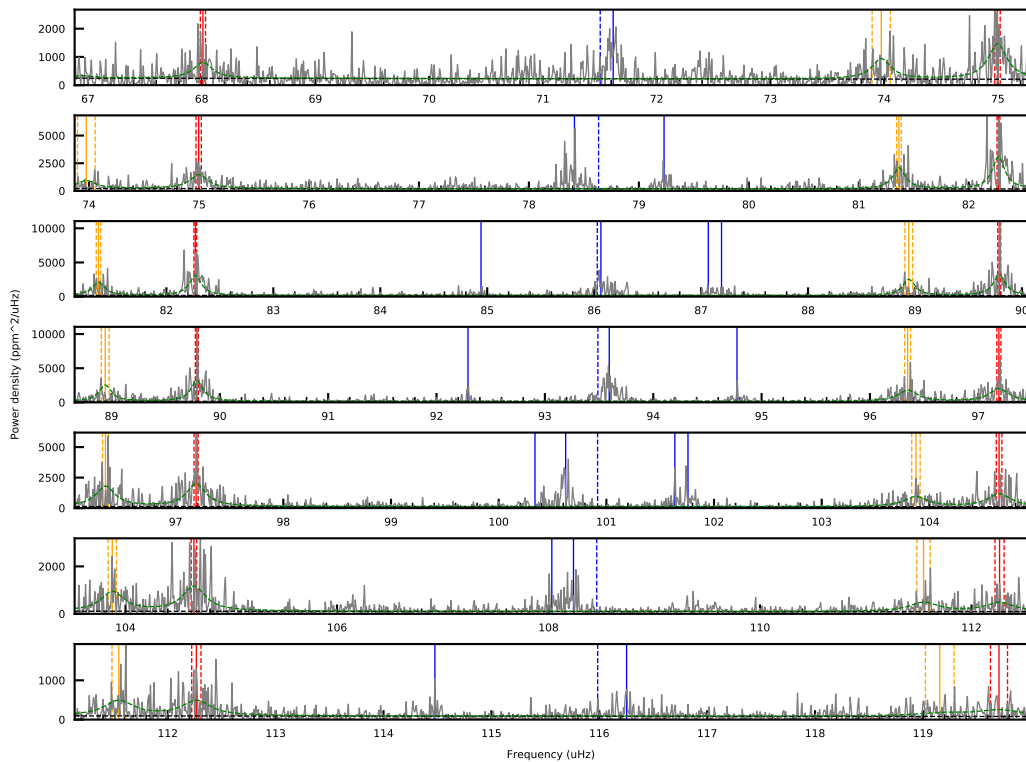 2000
1000
0
67 68 69 70 71 72 73 74 75
5000
2500
0
74 75 76 77 78 79 80 81 82
10000
5000
0
82 83 84 85 86 87 88 89 90
10000
5000
0
89 90 91 92 93 94 95 96 97
5000
2500
0
97 98 99 100 101 102 103 104
2000
0
104 106 108 110 112
1000
0
112 113 114 115 116 117 118 119
Power density (ppm^2/uHz)
Frequency (uHz)